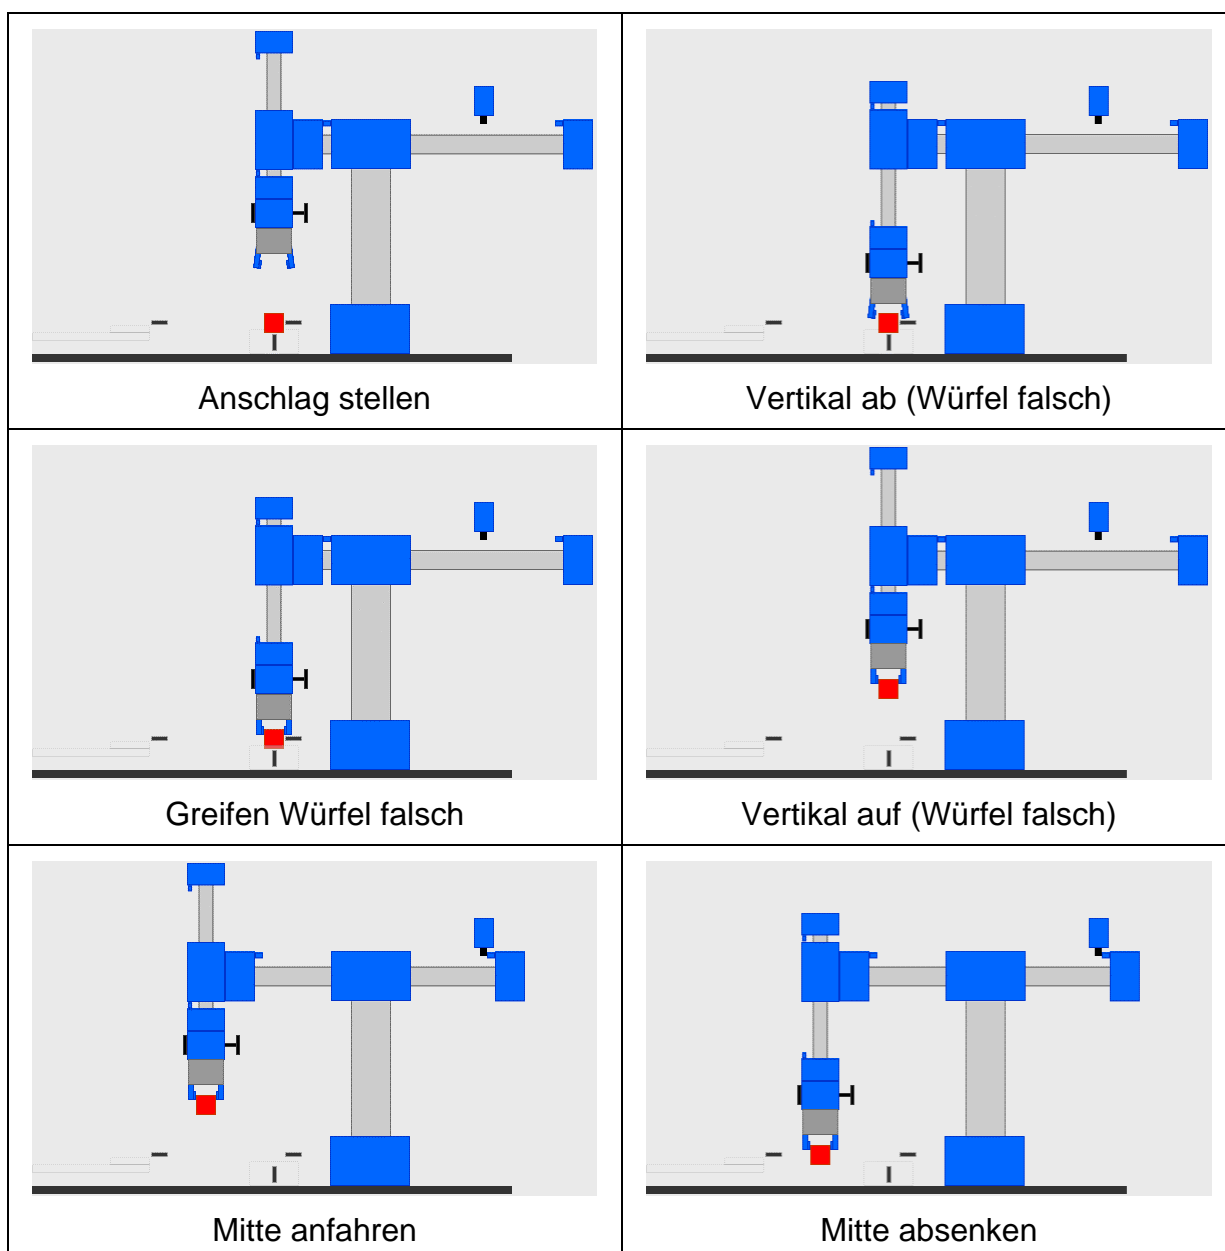 Anschlag stellen
Vertikal ab (Würfel falsch)
Greifen Würfel falsch
Vertikal auf (Würfel falsch)
Mitte anfahren
Mitte absenken